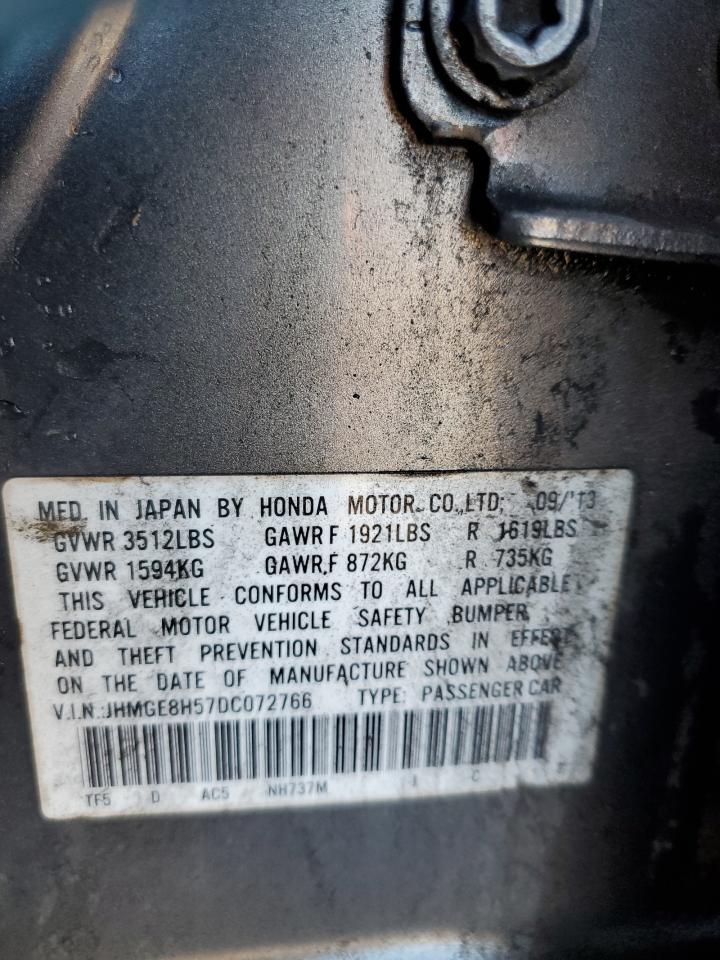 MFD. IN JAPAN BY HONDA MOTOR CO.,LTD. 09/'13
GVWR 3512LBS GAWR F 1921LBS R 1619LBS
GVWR 1594KG GAWR F 872KG R 735KG
THIS VEHICLE CONFORMS TO ALL APPLICABLE
FEDERAL MOTOR VEHICLE SAFETY BUMPER
AND THEFT PREVENTION STANDARDS IN EFFECT
ON THE DATE OF MANUFACTURE SHOWN ABOVE
V.I.N.:JHMGE8H57DC072766 TYPE: PASSENGER CAR
TF5 D AC5 NH737M C